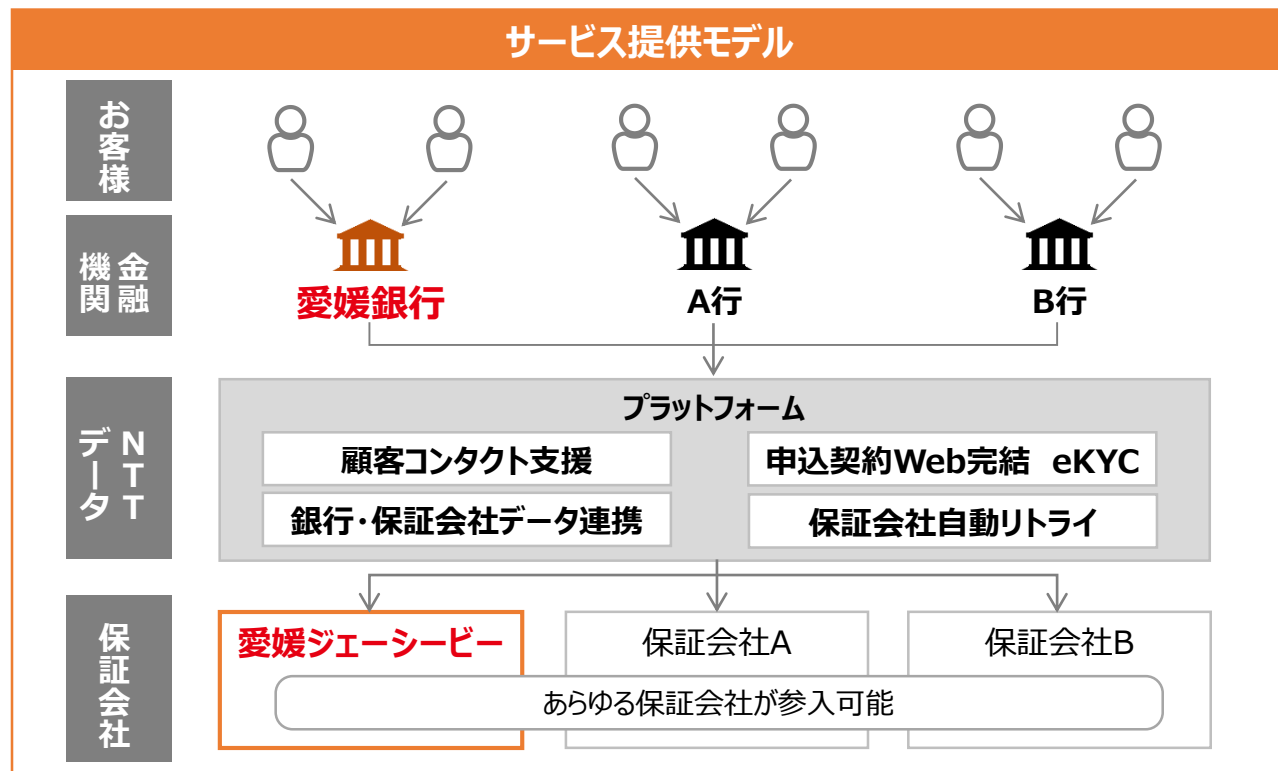 サービス提供モデル
お客様
金融機関
愛媛銀行
A行
B行
NTTデータ
プラットフォーム
顧客コンタクト支援
申込契約Web完結 eKYC
銀行・保証会社データ連携
保証会社自動リトライ
保証会社
愛媛ジェーシービー
保証会社A
保証会社B
あらゆる保証会社が参入可能